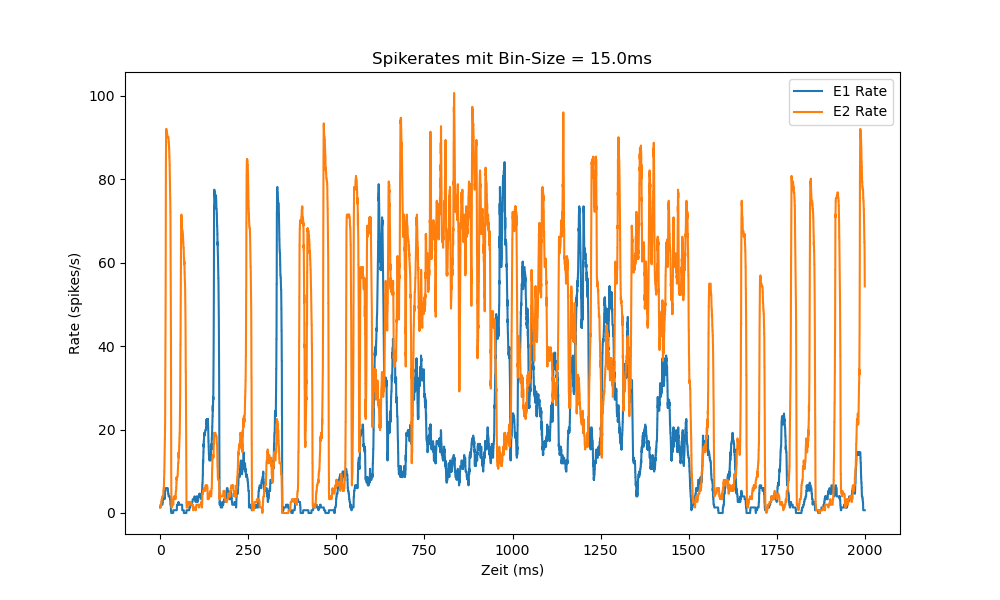 Spikerates mit Bin-Size = 15.0ms
E1 Rate
E2 Rate
100
80
60
40
20
0
Rate (spikes/s)
0 250 500 750 1000 1250 1500 1750 2000
Zeit (ms)